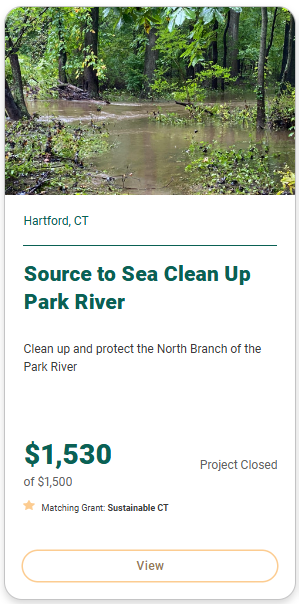 Hartford, CT
Source to Sea Clean Up
Park River
Clean up and protect the North Branch of the
Park River
$1,530
of $1,500
Project Closed
Matching Grant: Sustainable CT
View